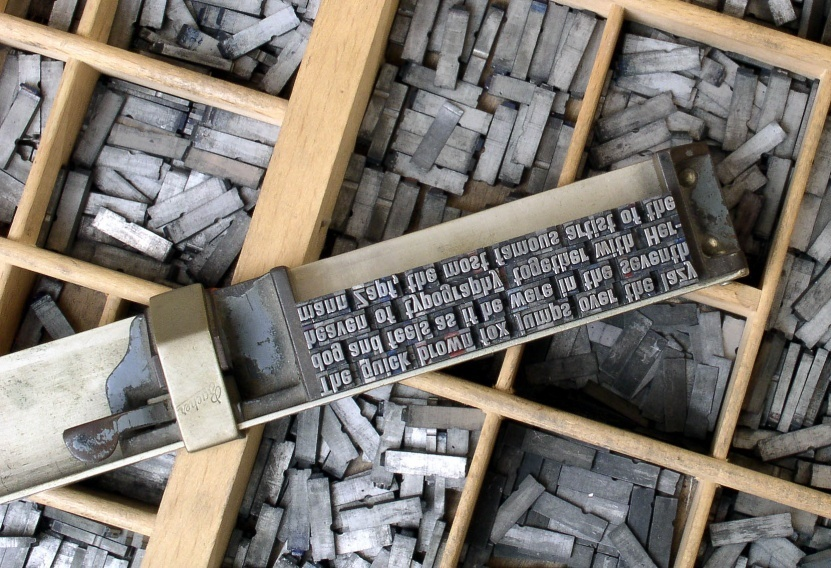 The quick brown fox jumps over the lazy
dog and feels as if he were in the seventh
heaven of typography together with Her-
mann Zapf, the most famous artist of the